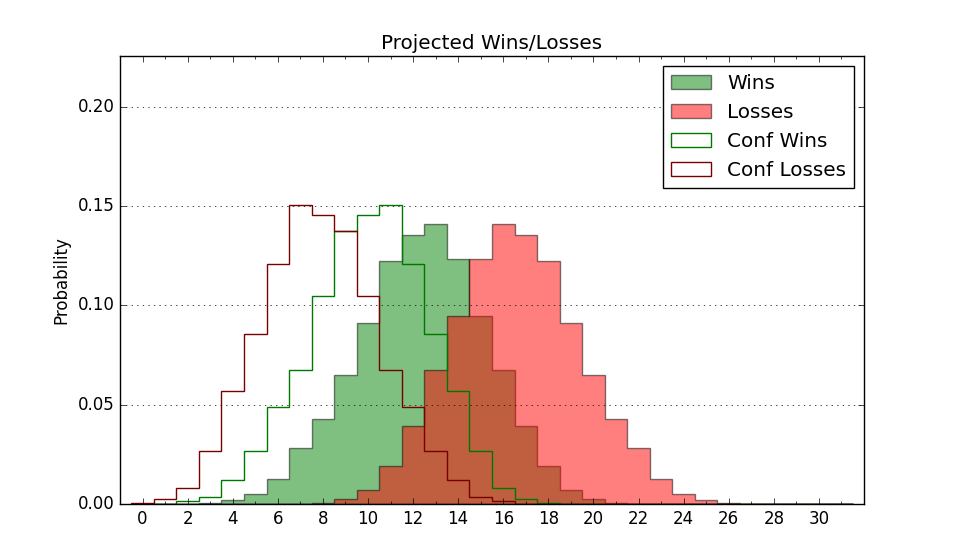 Projected Wins/Losses
Wins
Losses
Conf Wins
Conf Losses
Probability
0.20
0.15
0.10
0.05
0.00
0 2 4 6 8 10 12 14 16 18 20 22 24 26 28 30